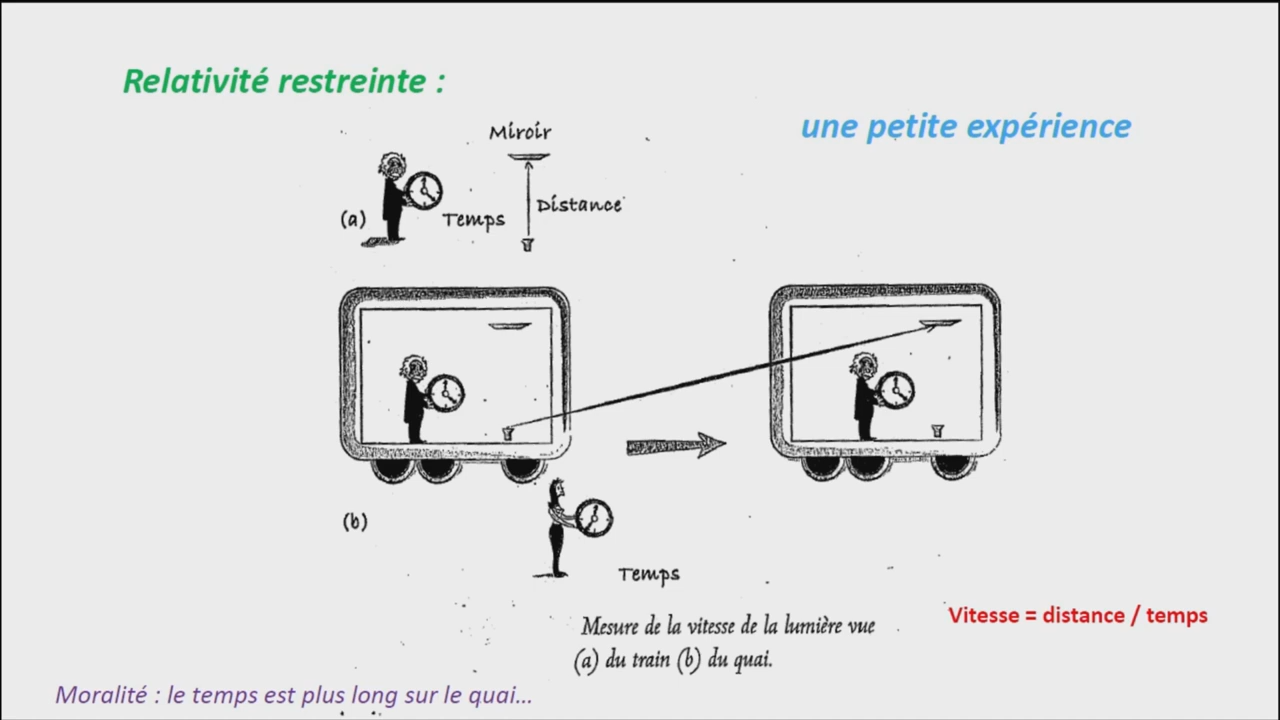 Relativité restreinte :
une petite expérience
Miroir
Distance
(a)
Temps
(b)
Temps
Mesure de la vitesse de la lumière vue
(a) du train (b) du quai.
Vitesse = distance / temps
Moralité : le temps est plus long sur le quai...